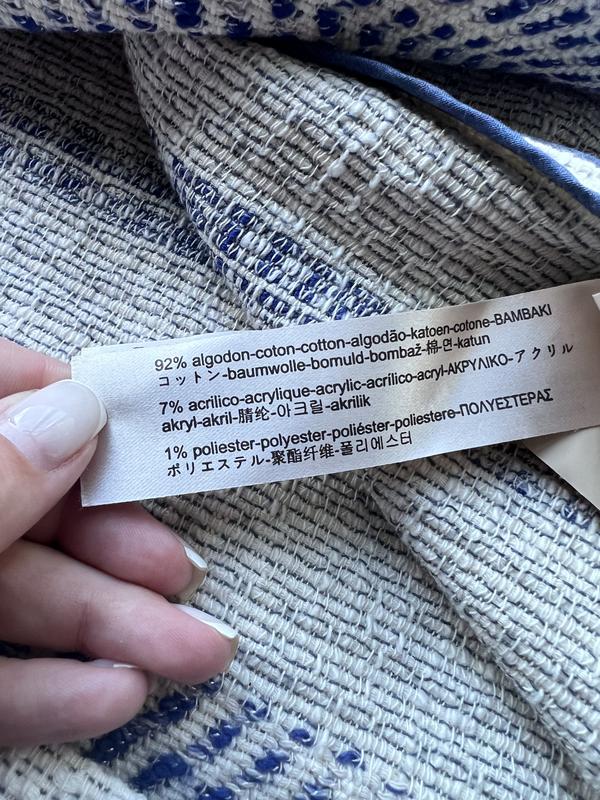 92% algodon-coton-cotton-algodão-katoen-cotone-BAMBAKI
コットン-baumwolle-bomuld-bombaž-棉-면-katun
7% acrilico-acrylique-acrylic-acrílico-acryl-ΑΚΡΥΛΙΚΟ-アクリル
akryl-akril-腈纶-아크릴-akrilik
1% poliester-polyester-poliéster-poliestere-ΠΟΛΥΕΣΤΕΡΑΣ
ポリエステル-聚酯纤维-폴리에스터